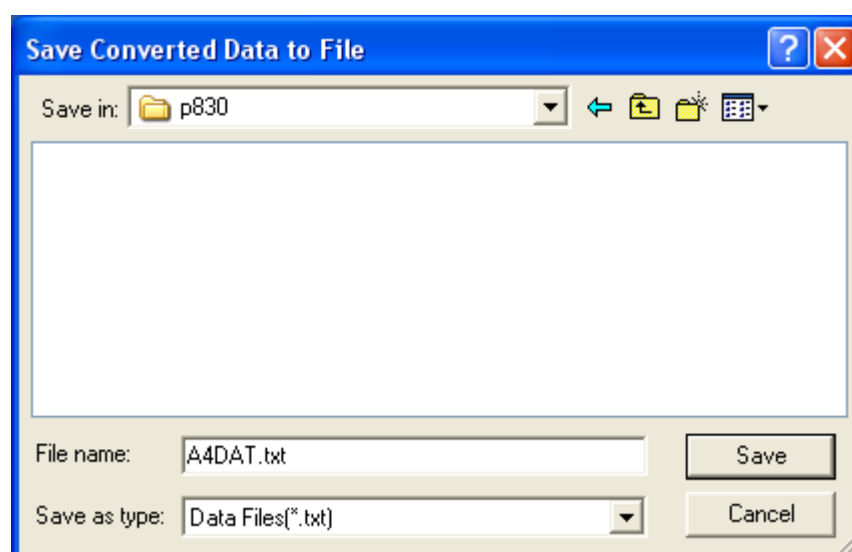 Save Converted Data to File
Save in: p830
File name: A4DAT.txt
Save
Save as type: Data Files(*.txt)
Cancel